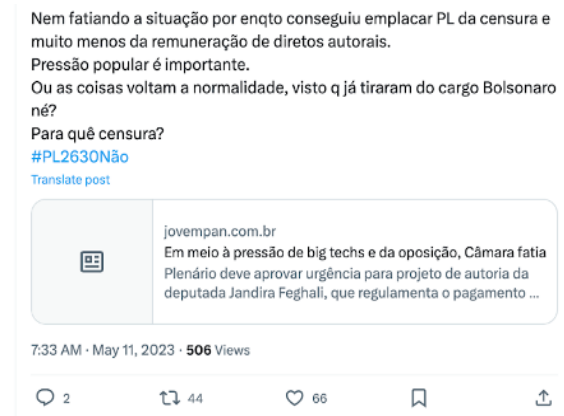 Nem fatiando a situação por enqto conseguiu emplacar PL da censura e
muito menos da remuneração de diretos autorais.
Pressão popular é importante.
Ou as coisas voltam a normalidade, visto q já tiraram do cargo Bolsonaro
né?
Para quê censura?
#PL2630Não
Translate post
jovempan.com.br
Em meio à pressão de big techs e da oposição, Câmara fatia
Plenário deve aprovar urgência para projeto de autoria da
deputada Jandira Feghali, que regulamenta o pagamento ...
7:33 AM · May 11, 2023 · 506 Views
2 44 66